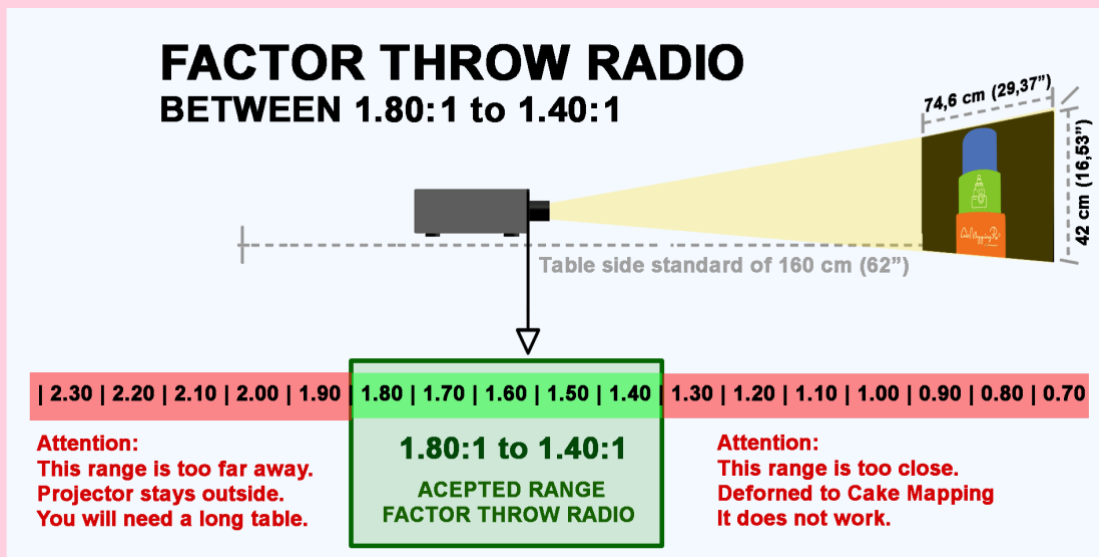 FACTOR THROW RADIO
BETWEEN 1.80:1 to 1.40:1
74,6 cm (29,37”)
42 cm (16,53”)
Table side standard of 160 cm (62”)
| 2.30 | 2.20 | 2.10 | 2.00 | 1.90 | 1.80 | 1.70 | 1.60 | 1.50 | 1.40 | 1.30 | 1.20 | 1.10 | 1.00 | 0.90 | 0.80 | 0.70
Attention:
This range is too far away.
Projector stays outside.
You will need a long table.
1.80:1 to 1.40:1
ACEPTED RANGE
FACTOR THROW RADIO
Attention:
This range is too close.
Deforned to Cake Mapping
It does not work.